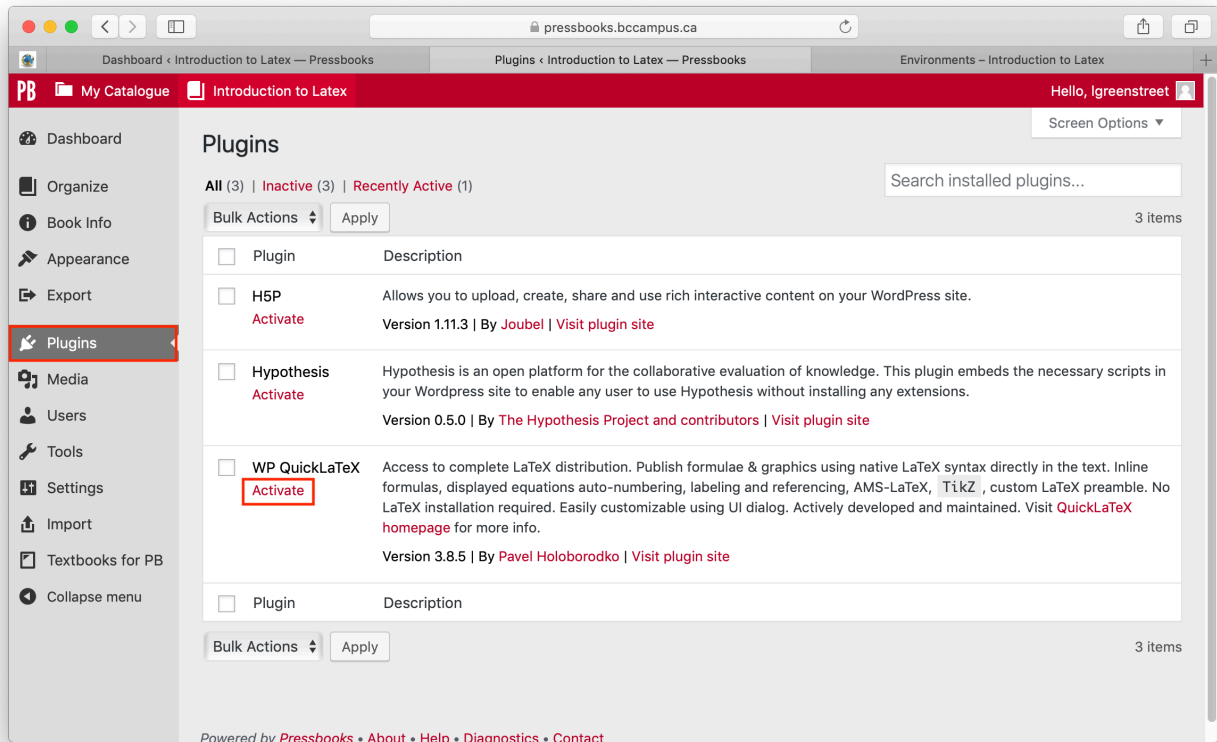 pressbooks.bccampus.ca
Dashboard ‹ Introduction to Latex — Pressbooks
Plugins ‹ Introduction to Latex — Pressbooks
Environments – Introduction to Latex
PB My Catalogue Introduction to Latex
Hello, lgreenstreet
Screen Options ▼
Dashboard
Organize
Book Info
Appearance
Export
Plugins
Media
Users
Tools
Settings
Import
Textbooks for PB
Collapse menu
Plugins
All (3) | Inactive (3) | Recently Active (1)
Search installed plugins...
Bulk Actions Apply
3 items
Plugin Description
H5P
Activate
Allows you to upload, create, share and use rich interactive content on your WordPress site.
Version 1.11.3 | By Joubel | Visit plugin site
Hypothesis
Activate
Hypothesis is an open platform for the collaborative evaluation of knowledge. This plugin embeds the necessary scripts in
your Wordpress site to enable any user to use Hypothesis without installing any extensions.
Version 0.5.0 | By The Hypothesis Project and contributors | Visit plugin site
WP QuickLaTeX
Activate
Access to complete LaTeX distribution. Publish formulae & graphics using native LaTeX syntax directly in the text. Inline
formulas, displayed equations auto-numbering, labeling and referencing, AMS-LaTeX, TikZ , custom LaTeX preamble. No
LaTeX installation required. Easily customizable using UI dialog. Actively developed and maintained. Visit QuickLaTeX
homepage for more info.
Version 3.8.5 | By Pavel Holoborodko | Visit plugin site
Plugin Description
Bulk Actions Apply
3 items
Powered by Pressbooks • About • Help • Diagnostics • Contact